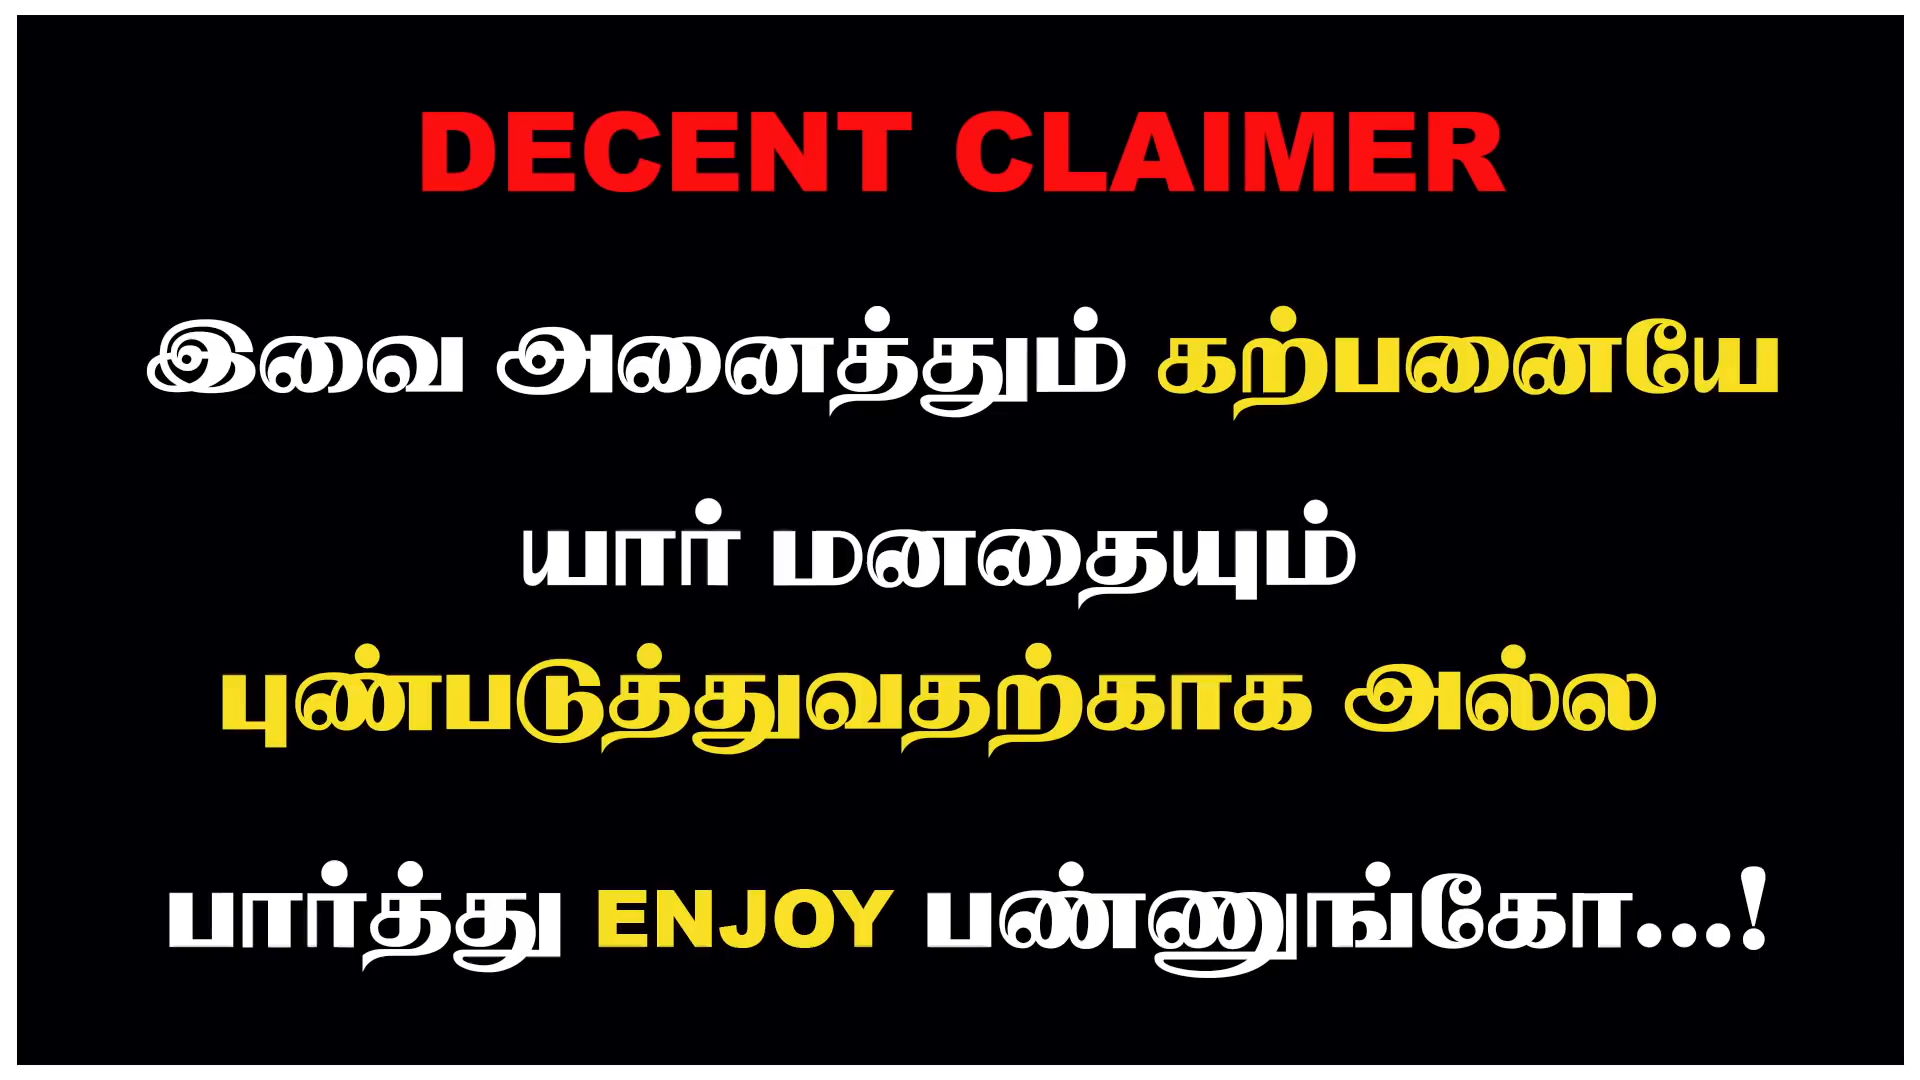 DECENT CLAIMER
இவை அனைத்தும் கற்பனையே
யார் மனதையும்
புண்படுத்துவதற்காக அல்ல
பார்த்து ENJOY பண்ணுங்கோ...!